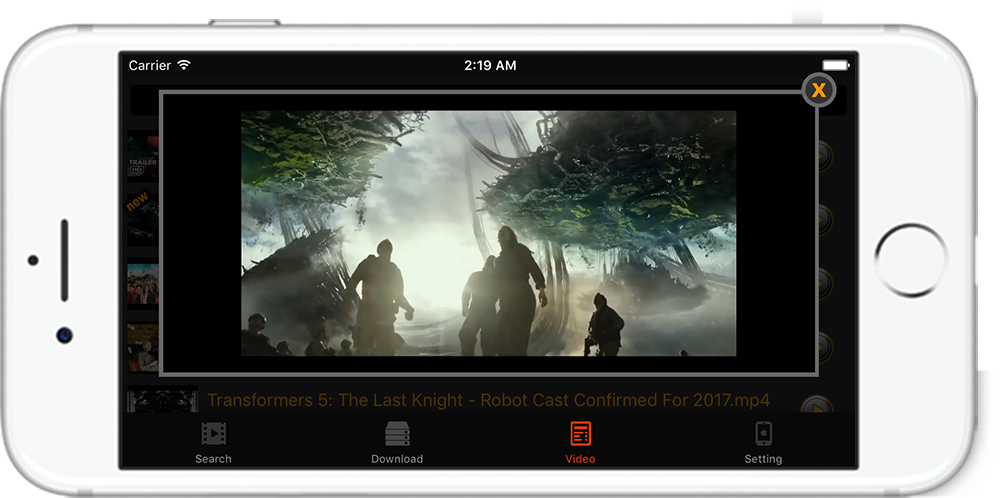 Carrier
2:19 AM
X
TRAILER
HD
new
Transformers 5: The Last Knight - Robot Cast Confirmed For 2017.mp4
Search
Download
Video
Setting